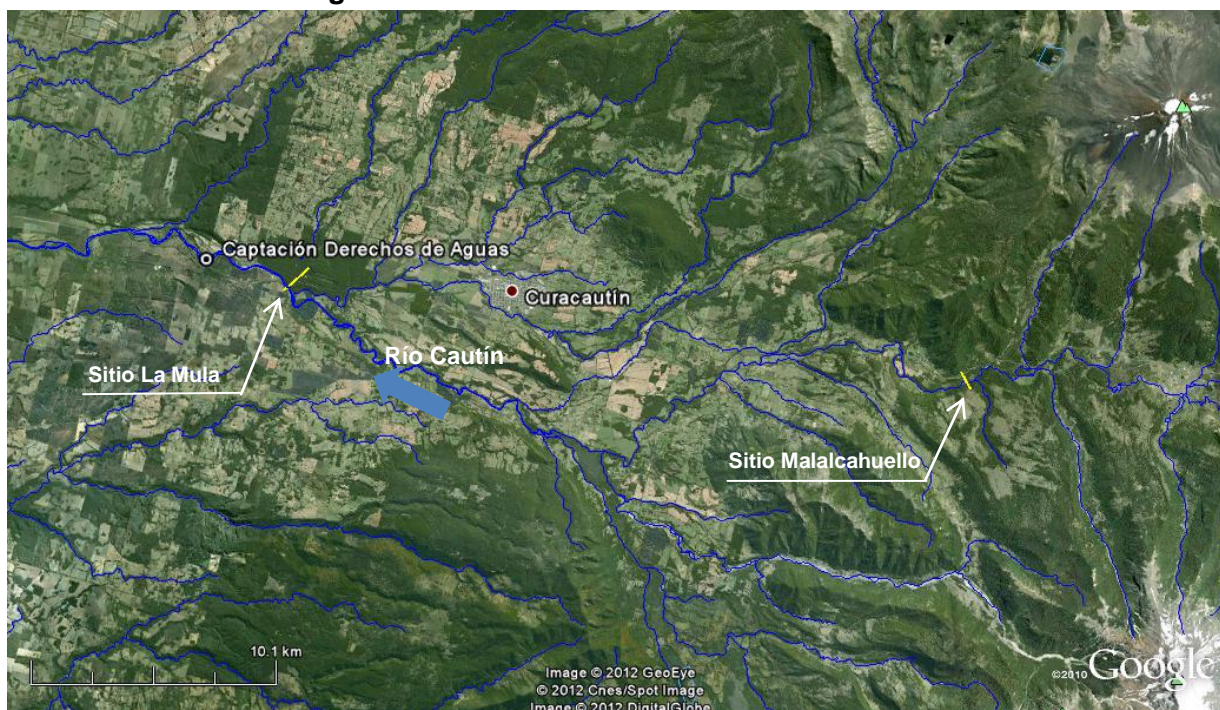 Captación Derechos de Aguas
Curacautín
Río Cautín
Sitio La Mula
Sitio Malalcahuello
10.1 km
Image © 2012 GeoEye
© 2012 Cnes/Spot Image
Image © 2012 DigitalGlobe
©2010 Google